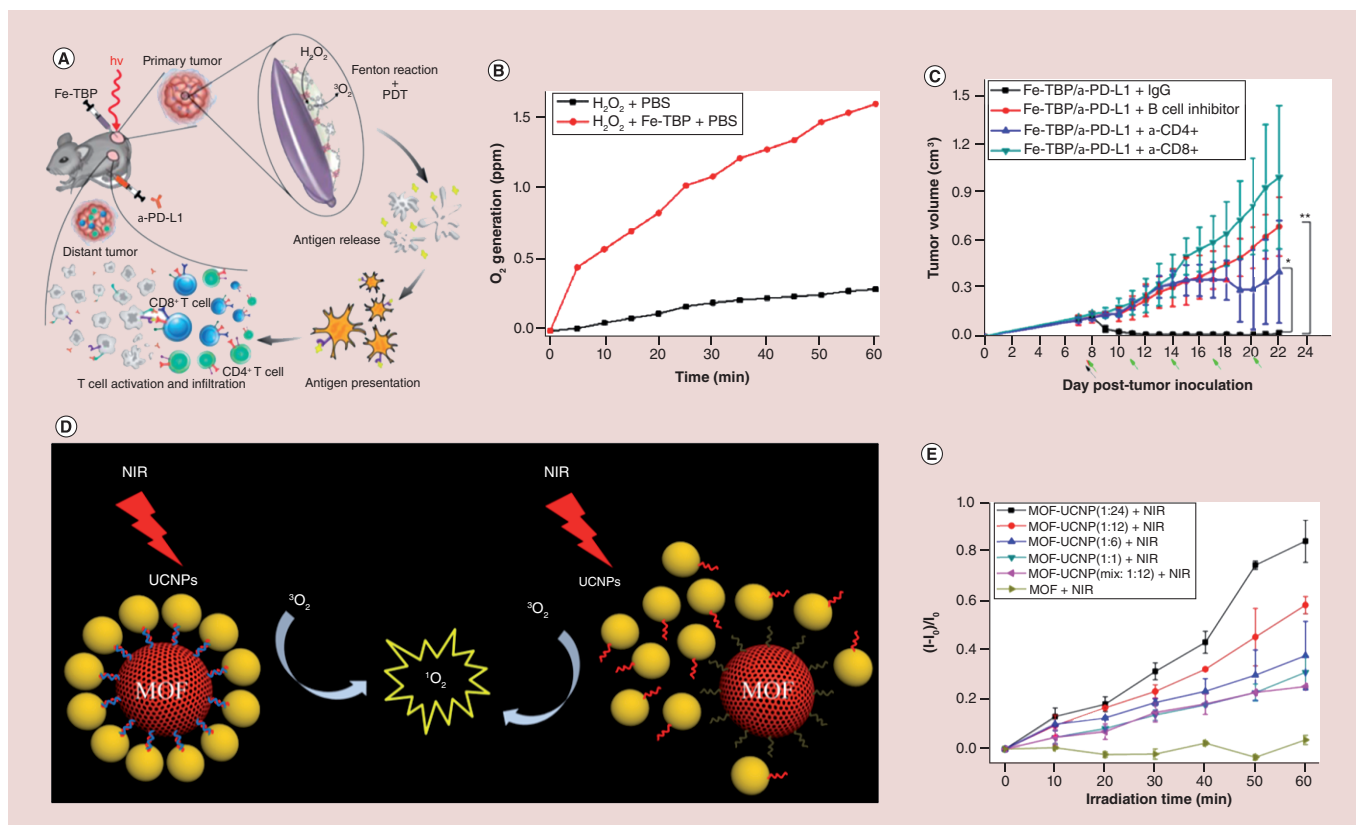 A
hν
Primary tumor
Fe-TBP
H₂O₂
³O₂
Fenton reaction
+
PDT
a-PD-L1
Distant tumor
Antigen release
CD8⁺ T cell
CD4⁺ T cell
T cell activation and infiltration
Antigen presentation
B
H₂O₂ + PBS
H₂O₂ + Fe-TBP + PBS
O₂ generation (ppm)
1.5
1.0
0.5
0.0
0 10 20 30 40 50 60
Time (min)
C
Fe-TBP/a-PD-L1 + IgG
Fe-TBP/a-PD-L1 + B cell inhibitor
Fe-TBP/a-PD-L1 + a-CD4+
Fe-TBP/a-PD-L1 + a-CD8+
Tumor volume (cm³)
1.5
1.2
0.9
0.6
0.3
0.0
**
*
0 2 4 6 8 10 12 14 16 18 20 22 24
Day post-tumor inoculation
D
NIR
UCNPs
MOF
³O₂
¹O₂
NIR
UCNPs
³O₂
MOF
E
MOF-UCNP(1:24) + NIR
MOF-UCNP(1:12) + NIR
MOF-UCNP(1:6) + NIR
MOF-UCNP(1:1) + NIR
MOF-UCNP(mix: 1:12) + NIR
MOF + NIR
(I-I₀)/I₀
1.0
0.8
0.6
0.4
0.2
0.0
0 10 20 30 40 50 60
Irradiation time (min)